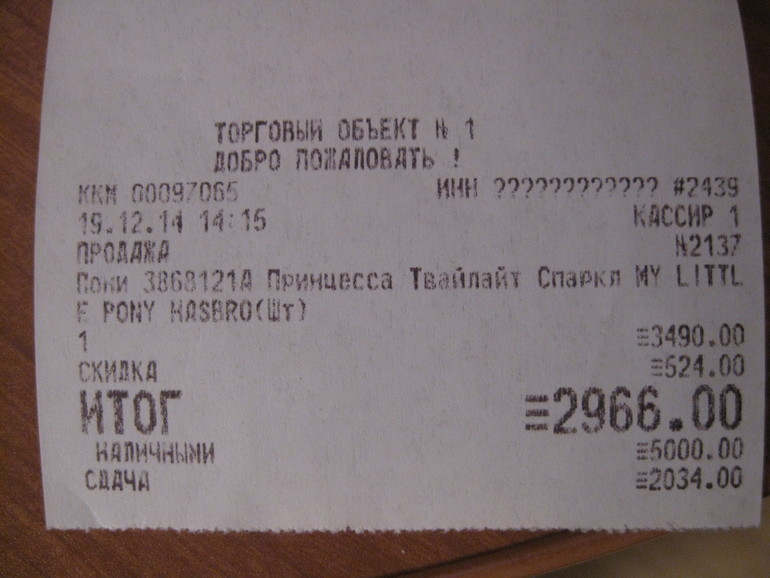 ТОРГОВЫЙ ОБЪЕКТ № 1
ДОБРО ПОЖАЛОВАТЬ !
ККМ 00097065 ИНН ???????????? #2439
19.12.14 14:15 КАССИР 1
ПРОДАЖА №2137
Пони 3868121А Принцесса Твайлайт Спаркл MY LITTL
E PONY HASBRO(Шт)
1 ≡3490.00
СКИДКА ≡524.00
ИТОГ ≡2966.00
НАЛИЧНЫМИ ≡5000.00
СДАЧА ≡2034.00